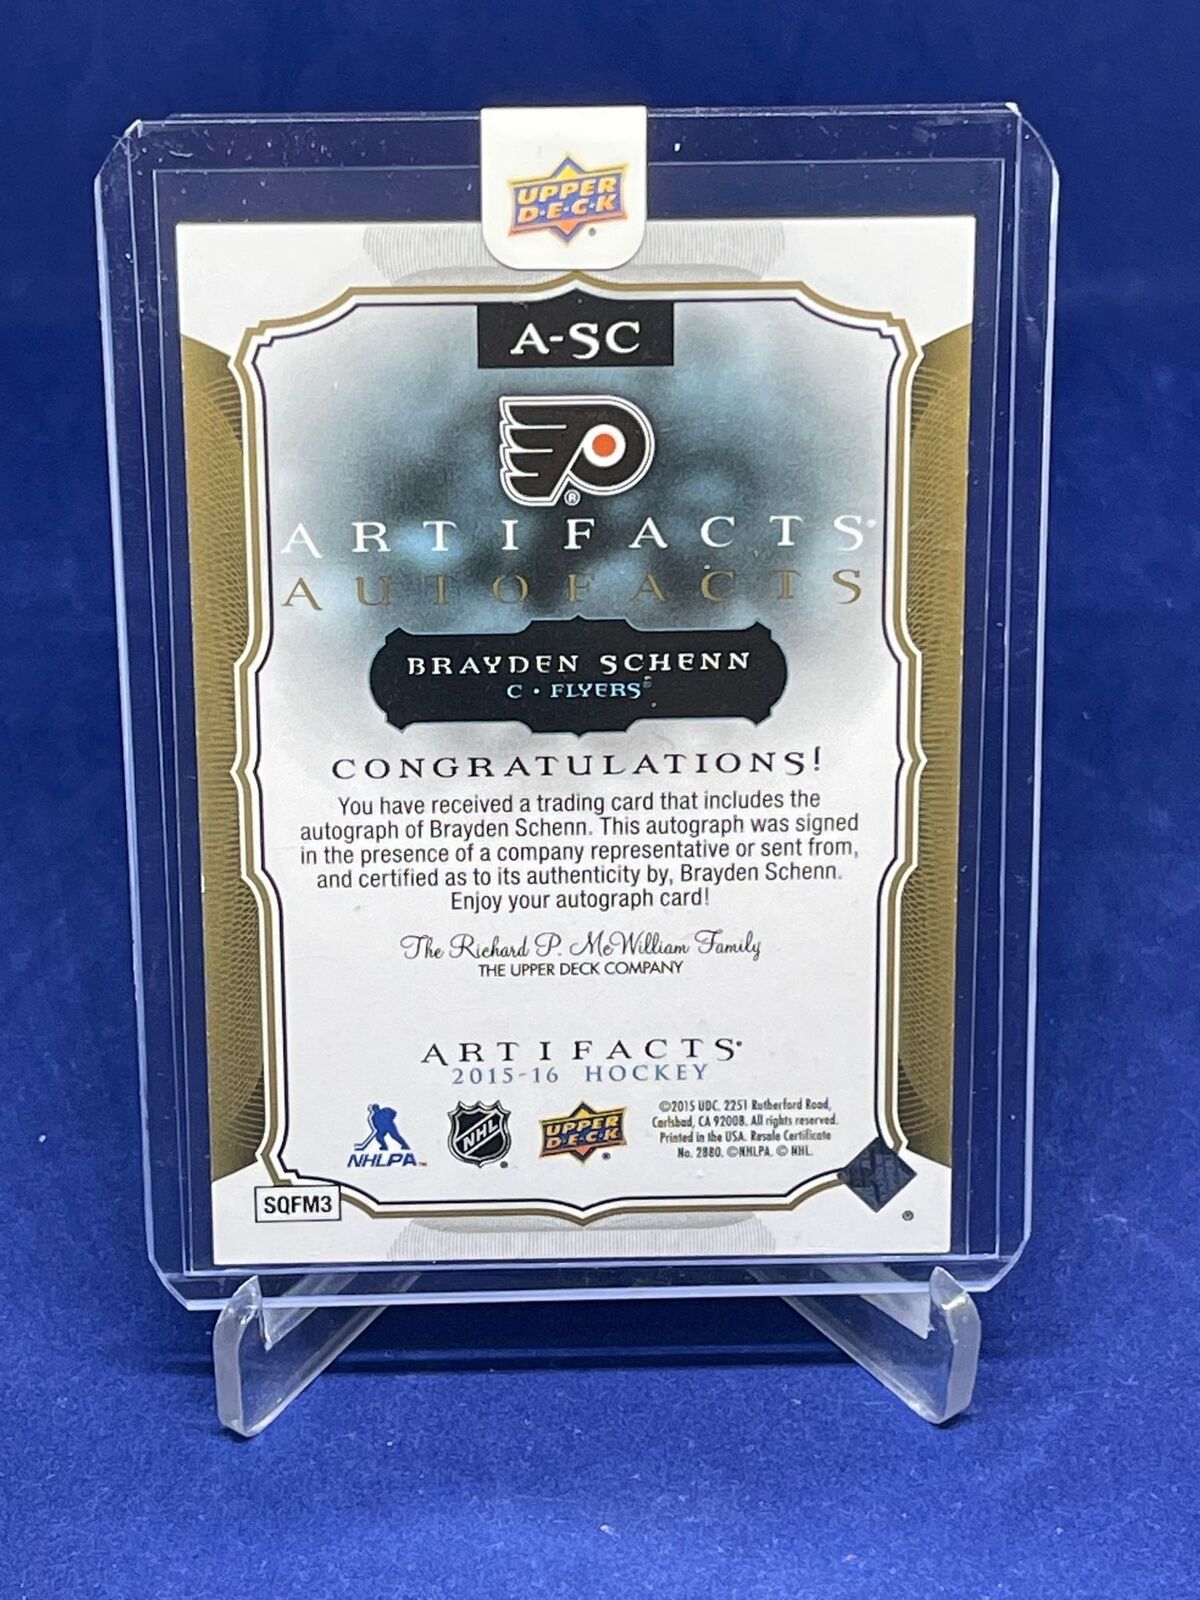 UPPER
D·E·C·K
A-SC
ARTIFACTS
AUTOFACTS
BRAYDEN SCHENN
C · FLYERS®
CONGRATULATIONS!
You have received a trading card that includes the
autograph of Brayden Schenn. This autograph was signed
in the presence of a company representative or sent from,
and certified as to its authenticity by, Brayden Schenn.
Enjoy your autograph card!
The Richard P. McWilliam Family
THE UPPER DECK COMPANY
ARTIFACTS
2015-16 HOCKEY
NHLPA™
NHL
UPPER
D·E·C·K
©2015 UDC. 2251 Rutherford Road,
Carlsbad, CA 92008. All rights reserved.
Printed in the USA. Resale Certificate
No. 2880. ©NHLPA. © NHL.
SQFM3